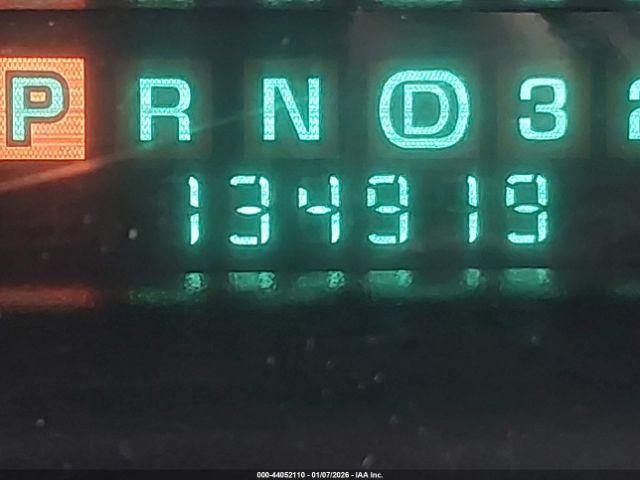 P R N D 3 2
134919
000-44052110 - 01/07/2026 - IAA Inc.